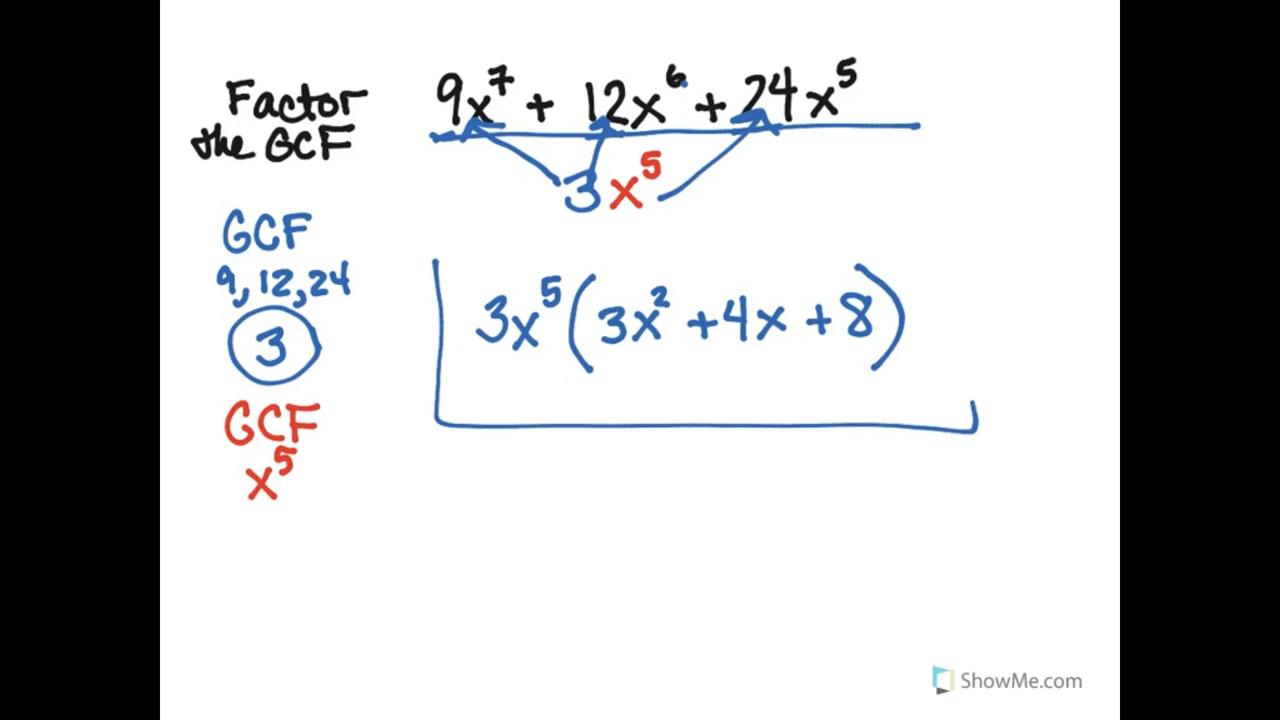 Factor the GCF
9x⁷ + 12x⁶ + 24x⁵
3x⁵
GCF
9, 12, 24
3
3x⁵(3x² + 4x + 8)
GCF
x⁵
ShowMe.com